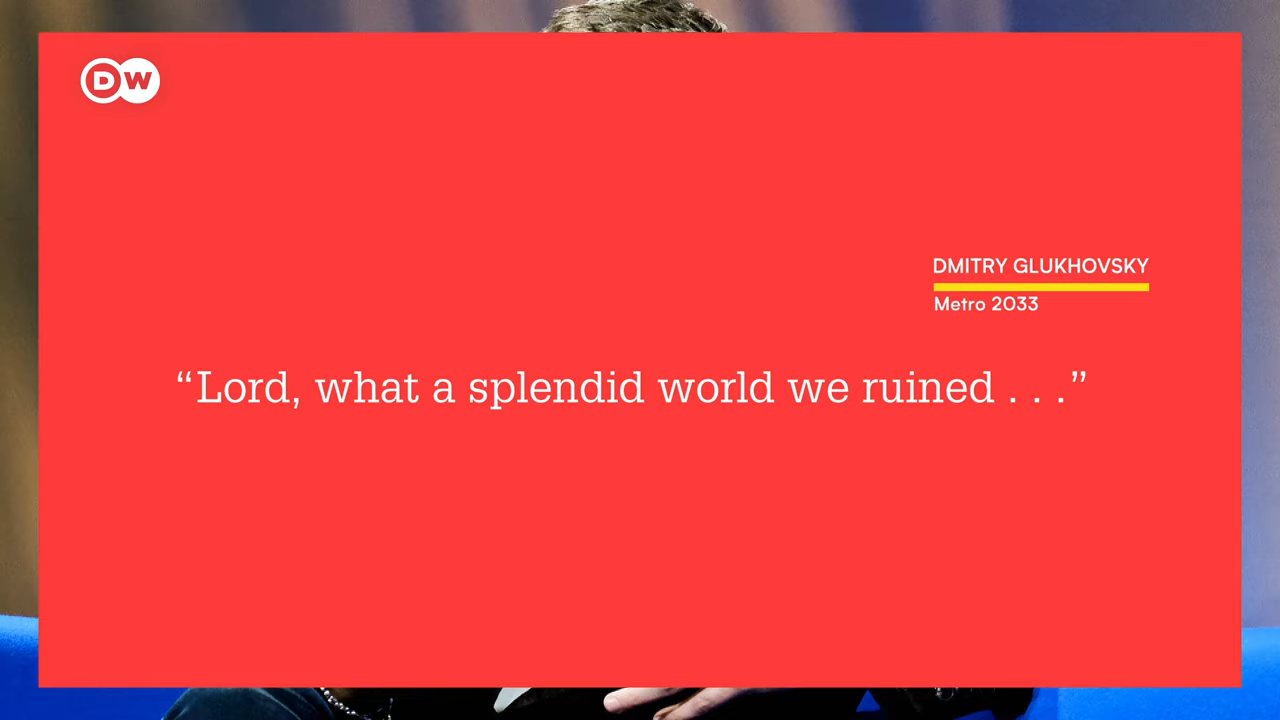 DW
DMITRY GLUKHOVSKY
Metro 2033
“Lord, what a splendid world we ruined . . .”